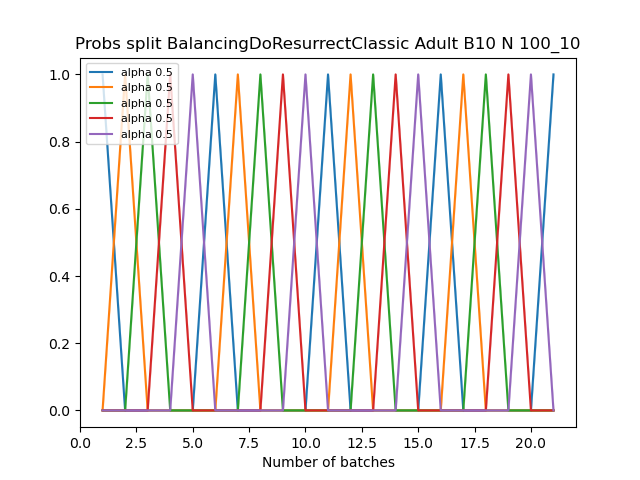 Probs split BalancingDoResurrectClassic Adult B10 N 100_10
alpha 0.5
alpha 0.5
alpha 0.5
alpha 0.5
alpha 0.5
1.0
0.8
0.6
0.4
0.2
0.0
0.0 2.5 5.0 7.5 10.0 12.5 15.0 17.5 20.0
Number of batches